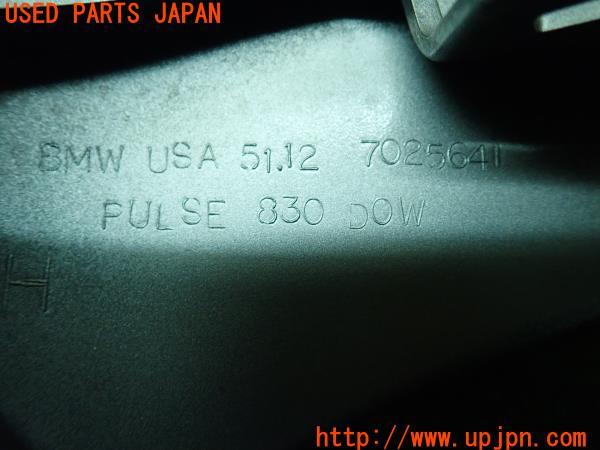 USED PARTS JAPAN
BMW USA 51.12 7025641
PULSE 830 DOW
H
http://www.upjpn.com